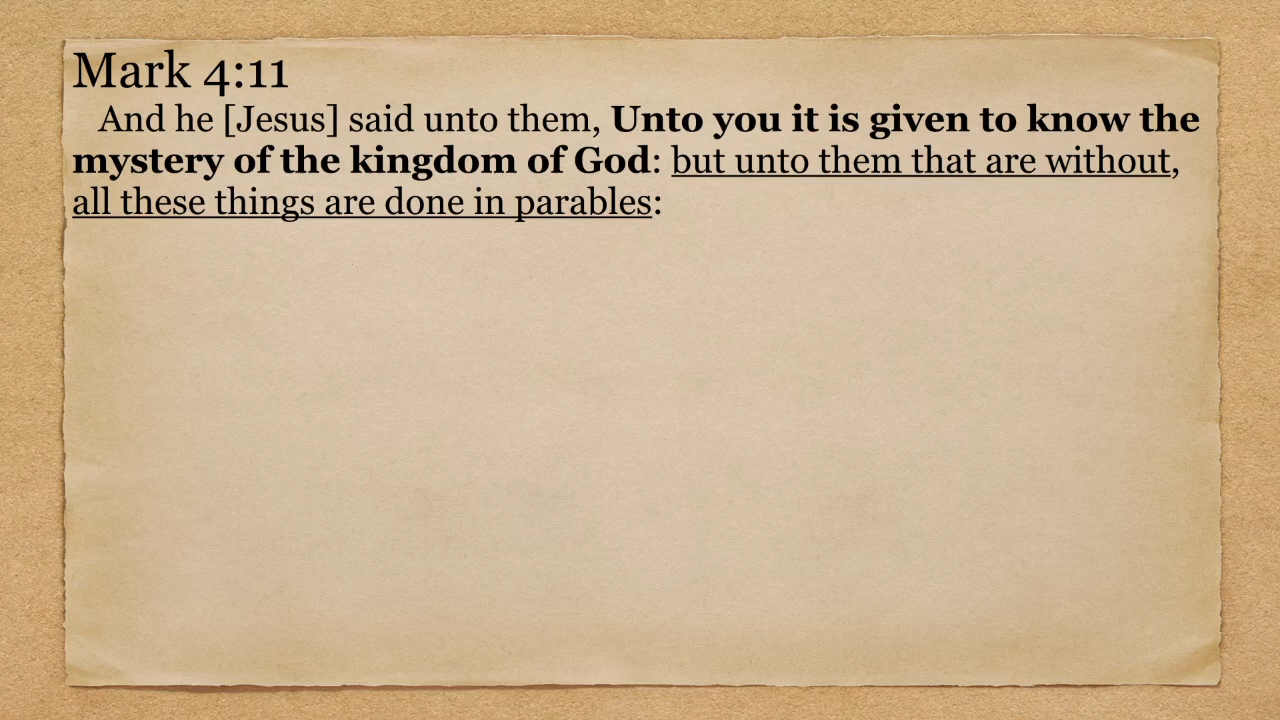 Mark 4:11
And he [Jesus] said unto them, Unto you it is given to know the
mystery of the kingdom of God: but unto them that are without,
all these things are done in parables: